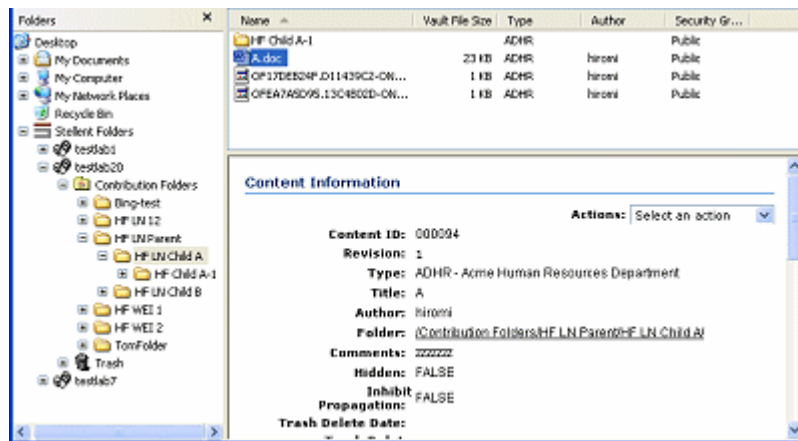 Folders
Desktop
My Documents
My Computer
My Network Places
Recycle Bin
Stellent Folders
testlab1
testlab20
Contribution Folders
Bing-test
HF LN 12
HF LN Parent
HF LN Child A
HF Child A-1
HF LN Child B
HF WEI 1
HF WEI 2
TomFolder
Trash
testlab7
Name Vault File Size Type Author Security Gr...
HF Child A-1 ADHR Public
A.doc 23 KB ADHR hiromi Public
1 KB ADHR hiromi Public
1 KB ADHR hiromi Public
Content Information
Actions: Select an action
Content ID: 000094
Revision: 1
Type: ADHR - Acme Human Resources Department
Title: A
Author: hiromi
Folder: /Contribution Folders/HF LN Parent/HF LN Child A/
Comments:
Hidden: FALSE
Inhibit Propagation: FALSE
Trash Delete Date: